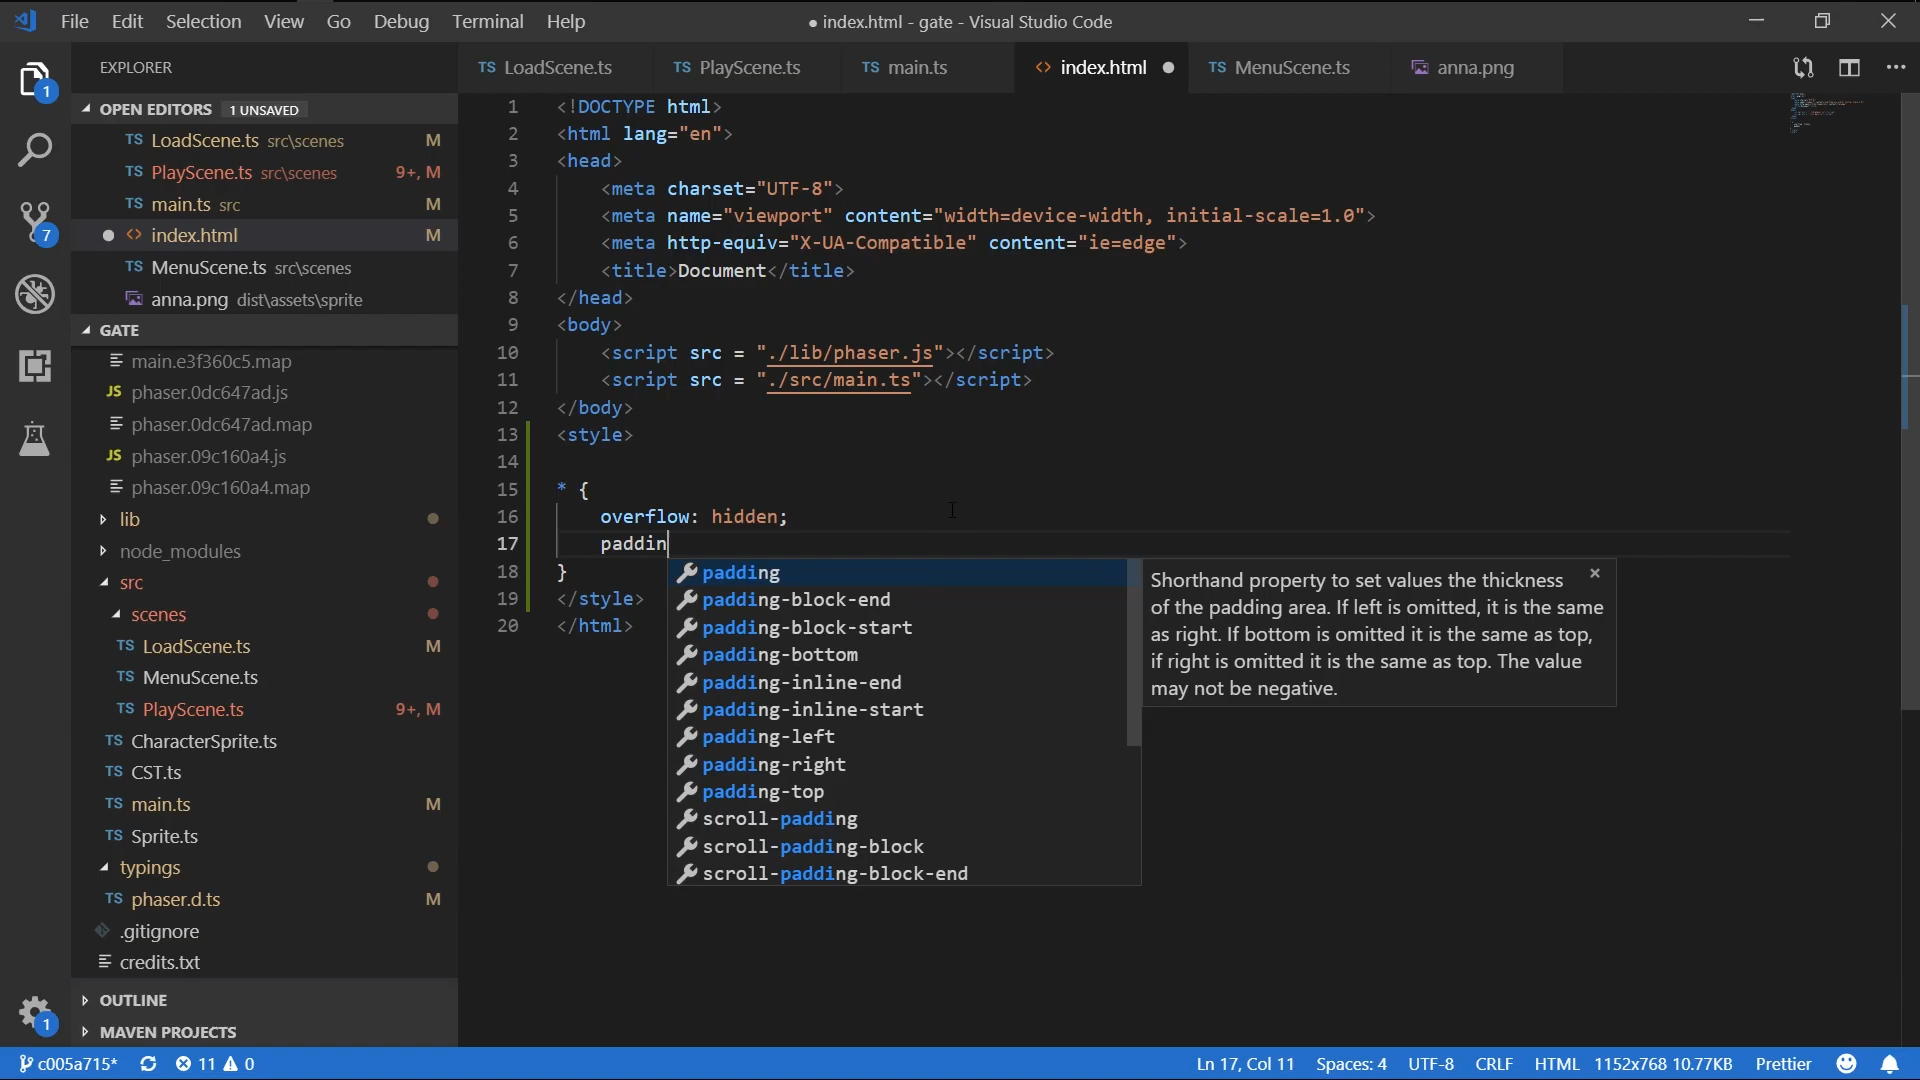 File Edit Selection View Go Debug Terminal Help
● index.html - gate - Visual Studio Code
EXPLORER
OPEN EDITORS 1 UNSAVED
TS LoadScene.ts src\scenes M
TS PlayScene.ts src\scenes 9+, M
TS main.ts src M
<> index.html M
TS MenuScene.ts src\scenes
anna.png dist\assets\sprite
GATE
main.e3f360c5.map
JS phaser.0dc647ad.js
phaser.0dc647ad.map
JS phaser.09c160a4.js
phaser.09c160a4.map
lib
node_modules
src
scenes
TS LoadScene.ts M
TS MenuScene.ts
TS PlayScene.ts 9+, M
TS CharacterSprite.ts
TS CST.ts
TS main.ts M
TS Sprite.ts
typings
TS phaser.d.ts M
.gitignore
credits.txt
OUTLINE
MAVEN PROJECTS
1
7
1
TS LoadScene.ts TS PlayScene.ts TS main.ts <> index.html ● TS MenuScene.ts anna.png
1 <!DOCTYPE html>
2 <html lang="en">
3 <head>
4 <meta charset="UTF-8">
5 <meta name="viewport" content="width=device-width, initial-scale=1.0">
6 <meta http-equiv="X-UA-Compatible" content="ie=edge">
7 <title>Document</title>
8 </head>
9 <body>
10 <script src = "./lib/phaser.js"></script>
11 <script src = "./src/main.ts"></script>
12 </body>
13 <style>
14
15 * {
16 overflow: hidden;
17 paddin
18 }
19 </style>
20 </html>
padding
padding-block-end
padding-block-start
padding-bottom
padding-inline-end
padding-inline-start
padding-left
padding-right
padding-top
scroll-padding
scroll-padding-block
scroll-padding-block-end
Shorthand property to set values the thickness
of the padding area. If left is omitted, it is the same
as right. If bottom is omitted it is the same as top,
if right is omitted it is the same as top. The value
may not be negative.
c005a715* 11 0
Ln 17, Col 11 Spaces: 4 UTF-8 CRLF HTML 1152x768 10.77KB Prettier